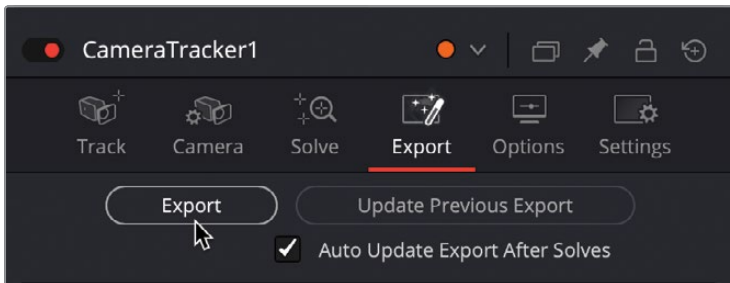 CameraTracker1
Track Camera Solve Export Options Settings
Export Update Previous Export
Auto Update Export After Solves